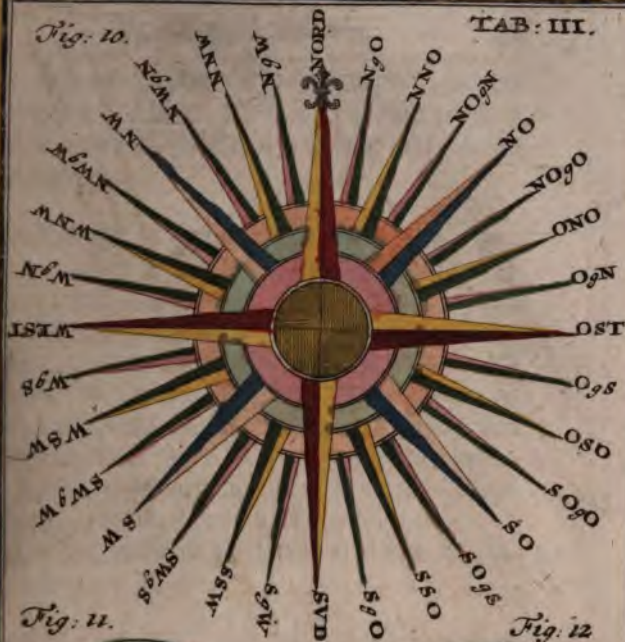 Fig: 10.
TAB: III.
NORD
NgO
NNO
NOgN
NO
NOgO
ONO
OgN
OST
OgS
OSO
SOgO
SO
SOgS
SSO
SgO
SVD
SgW
SSW
SWgS
SW
SWgW
WSW
WgS
WEST
WgN
WNW
NWgW
NW
NWgN
NNW
NgW
Fig: 11.
Fig: 12